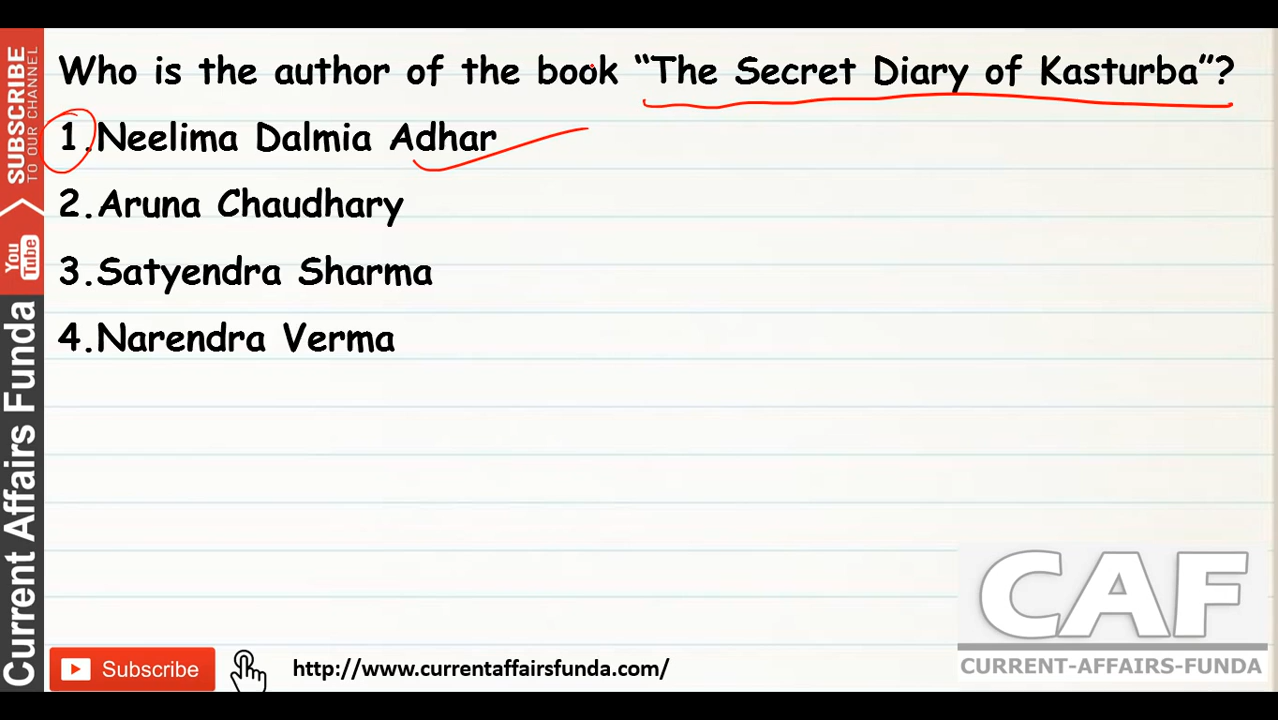 Who is the author of the book “The Secret Diary of Kasturba”?
1.Neelima Dalmia Adhar
2.Aruna Chaudhary
3.Satyendra Sharma
4.Narendra Verma
SUBSCRIBE
TO OUR CHANNEL
You
Tube
Current Affairs Funda
CAF
CURRENT-AFFAIRS-FUNDA
Subscribe
http://www.currentaffairsfunda.com/